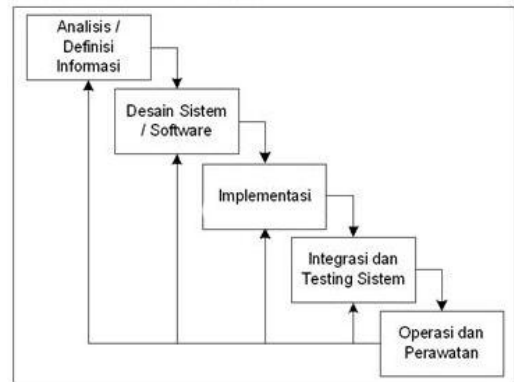 Analisis /
Definisi
Informasi
Desain Sistem
/ Software
Implementasi
Integrasi dan
Testing Sistem
Operasi dan
Perawatan